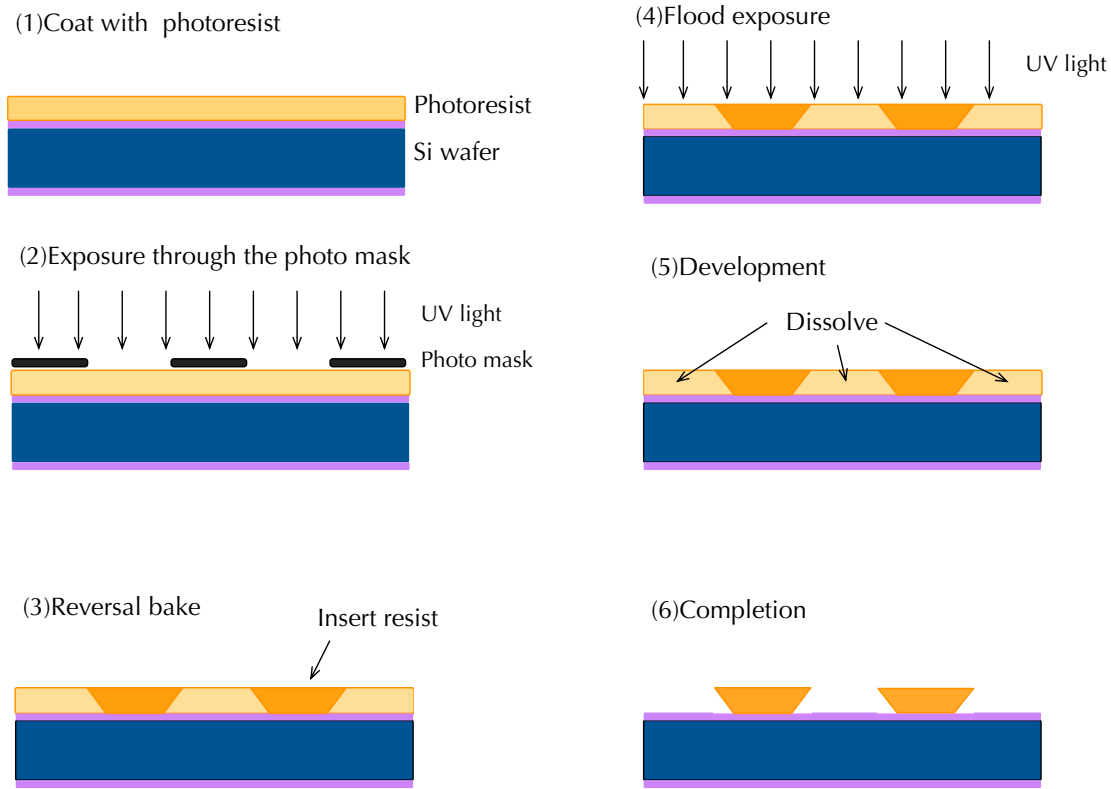 (1)Coat with photoresist
Photoresist
Si wafer
(2)Exposure through the photo mask
UV light
Photo mask
(3)Reversal bake
Insert resist
(4)Flood exposure
UV light
(5)Development
Dissolve
(6)Completion